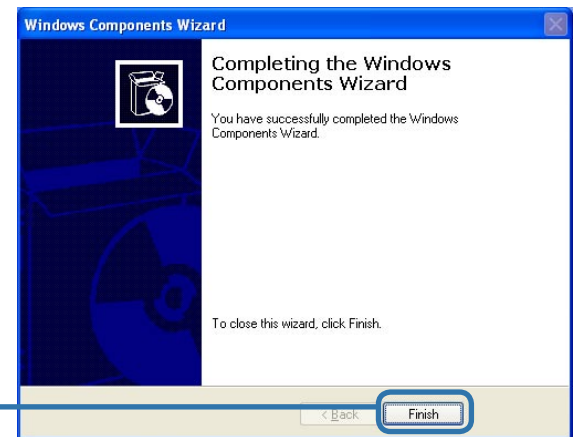 Windows Components Wizard
Completing the Windows
Components Wizard
You have successfully completed the Windows
Components Wizard.
To close this wizard, click Finish.
< Back
Finish